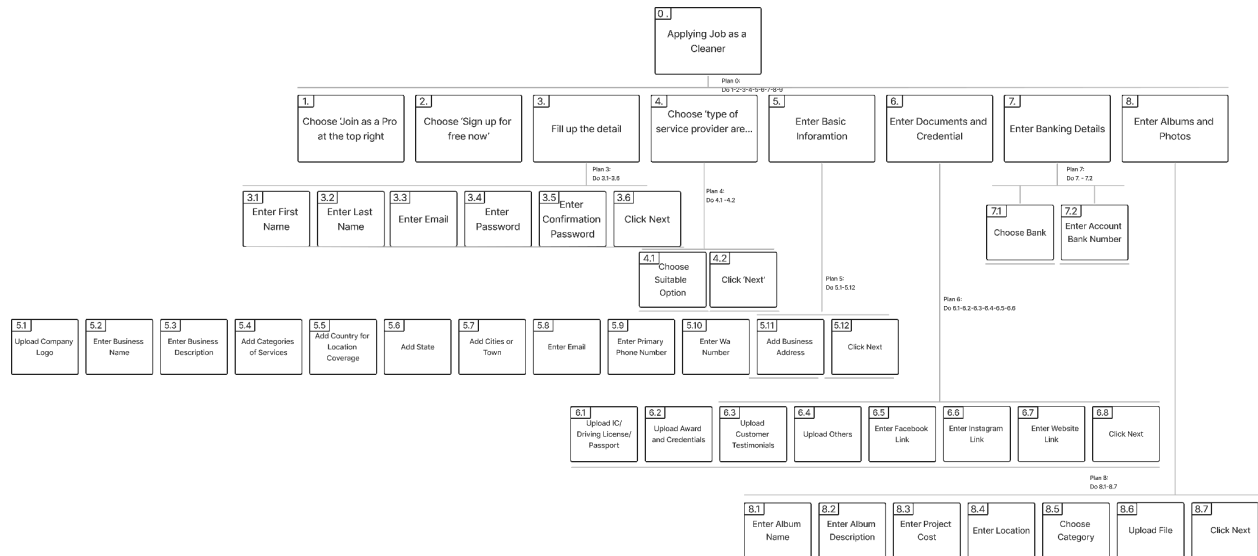 0 .
Applying Job as a
Cleaner
Plan 0:
Do 1-2-3-4-5-6-7-8-9
1.
Choose 'Join as a Pro
at the top right
2.
Choose 'Sign up for
free now'
3.
Fill up the detail
4.
Choose 'type of
service provider are...
5.
Enter Basic
Inforamtion
6.
Enter Documents and
Credential
7.
Enter Banking Details
8.
Enter Albums and
Photos
Plan 3:
Do 3.1-3.6
3.1
Enter First
Name
3.2
Enter Last
Name
3.3
Enter Email
3.4
Enter
Password
3.5
Enter
Confirmation
Password
3.6
Click Next
Plan 4:
Do 4.1 -4.2
4.1
Choose
Suitable
Option
4.2
Click 'Next'
Plan 7:
Do 7. - 7.2
7.1
Choose Bank
7.2
Enter Account
Bank Number
Plan 5:
Do 5.1-5.12
5.1
Upload Company
Logo
5.2
Enter Business
Name
5.3
Enter Business
Description
5.4
Add Categories
of Services
5.5
Add Country for
Location
Coverage
5.6
Add State
5.7
Add Cities or
Town
5.8
Enter Email
5.9
Enter Primary
Phone Number
5.10
Enter Wa
Number
5.11
Add Business
Address
5.12
Click Next
Plan 6:
Do 6.1-6.2-6.3-6.4-6.5-6.6
6.1
Upload IC/
Driving License/
Passport
6.2
Upload Award
and Credentials
6.3
Upload
Customer
Testimonials
6.4
Upload Others
6.5
Enter Facebook
Link
6.6
Enter Instagram
Link
6.7
Enter Website
Link
6.8
Click Next
Plan 8:
Do 8.1-8.7
8.1
Enter Album
Name
8.2
Enter Album
Description
8.3
Enter Project
Cost
8.4
Enter Location
8.5
Choose
Category
8.6
Upload File
8.7
Click Next